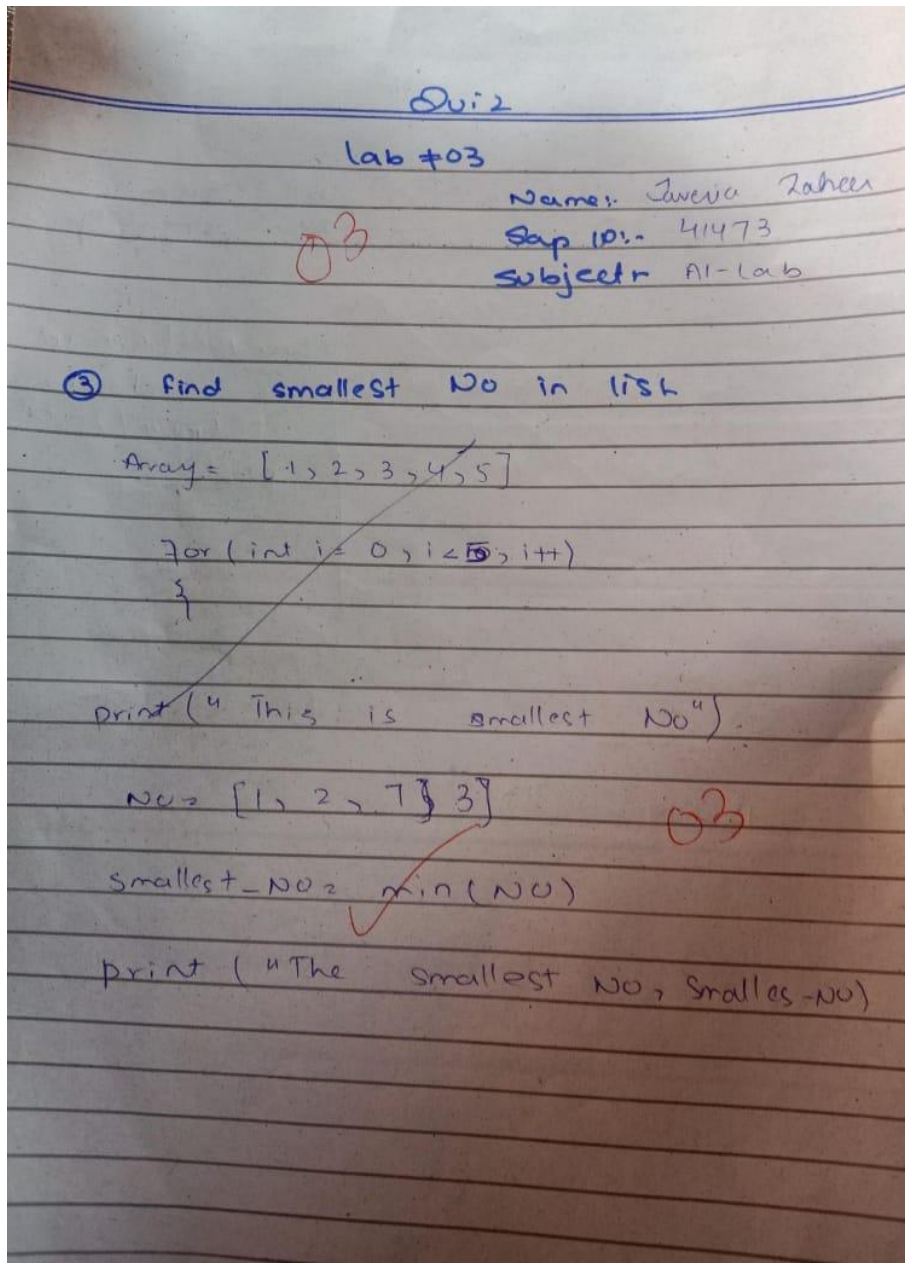 Quiz
lab #03
Name:- Javeria Zaheer
03
Sap ID:- 41473
Subject:- AI-Lab
③ find smallest No in list
Array = [1, 2, 3, 4, 5]
for (int i = 0, i < 5, i++)
{
print (" This is smallest No").
No = [1, 2, 7, 3]
03
smallest_NO = min(NO)
print ("The smallest NO, Smalles-NO)